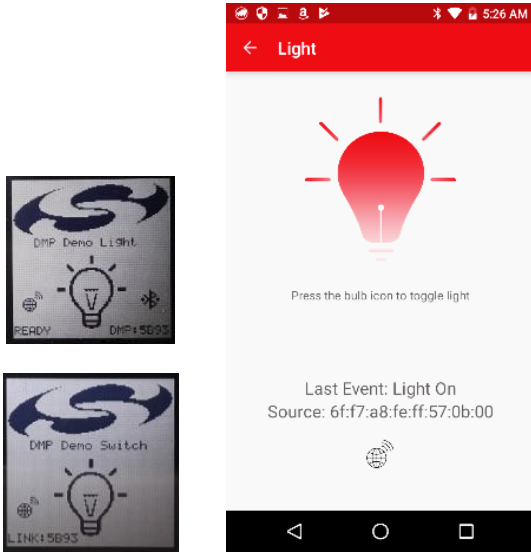 DMP Demo Light
READY DMP:5B93
DMP Demo Switch
LINK:5B93
5:26 AM
Light
Press the bulb icon to toggle light
Last Event: Light On
Source: 6f:f7:a8:fe:ff:57:0b:00